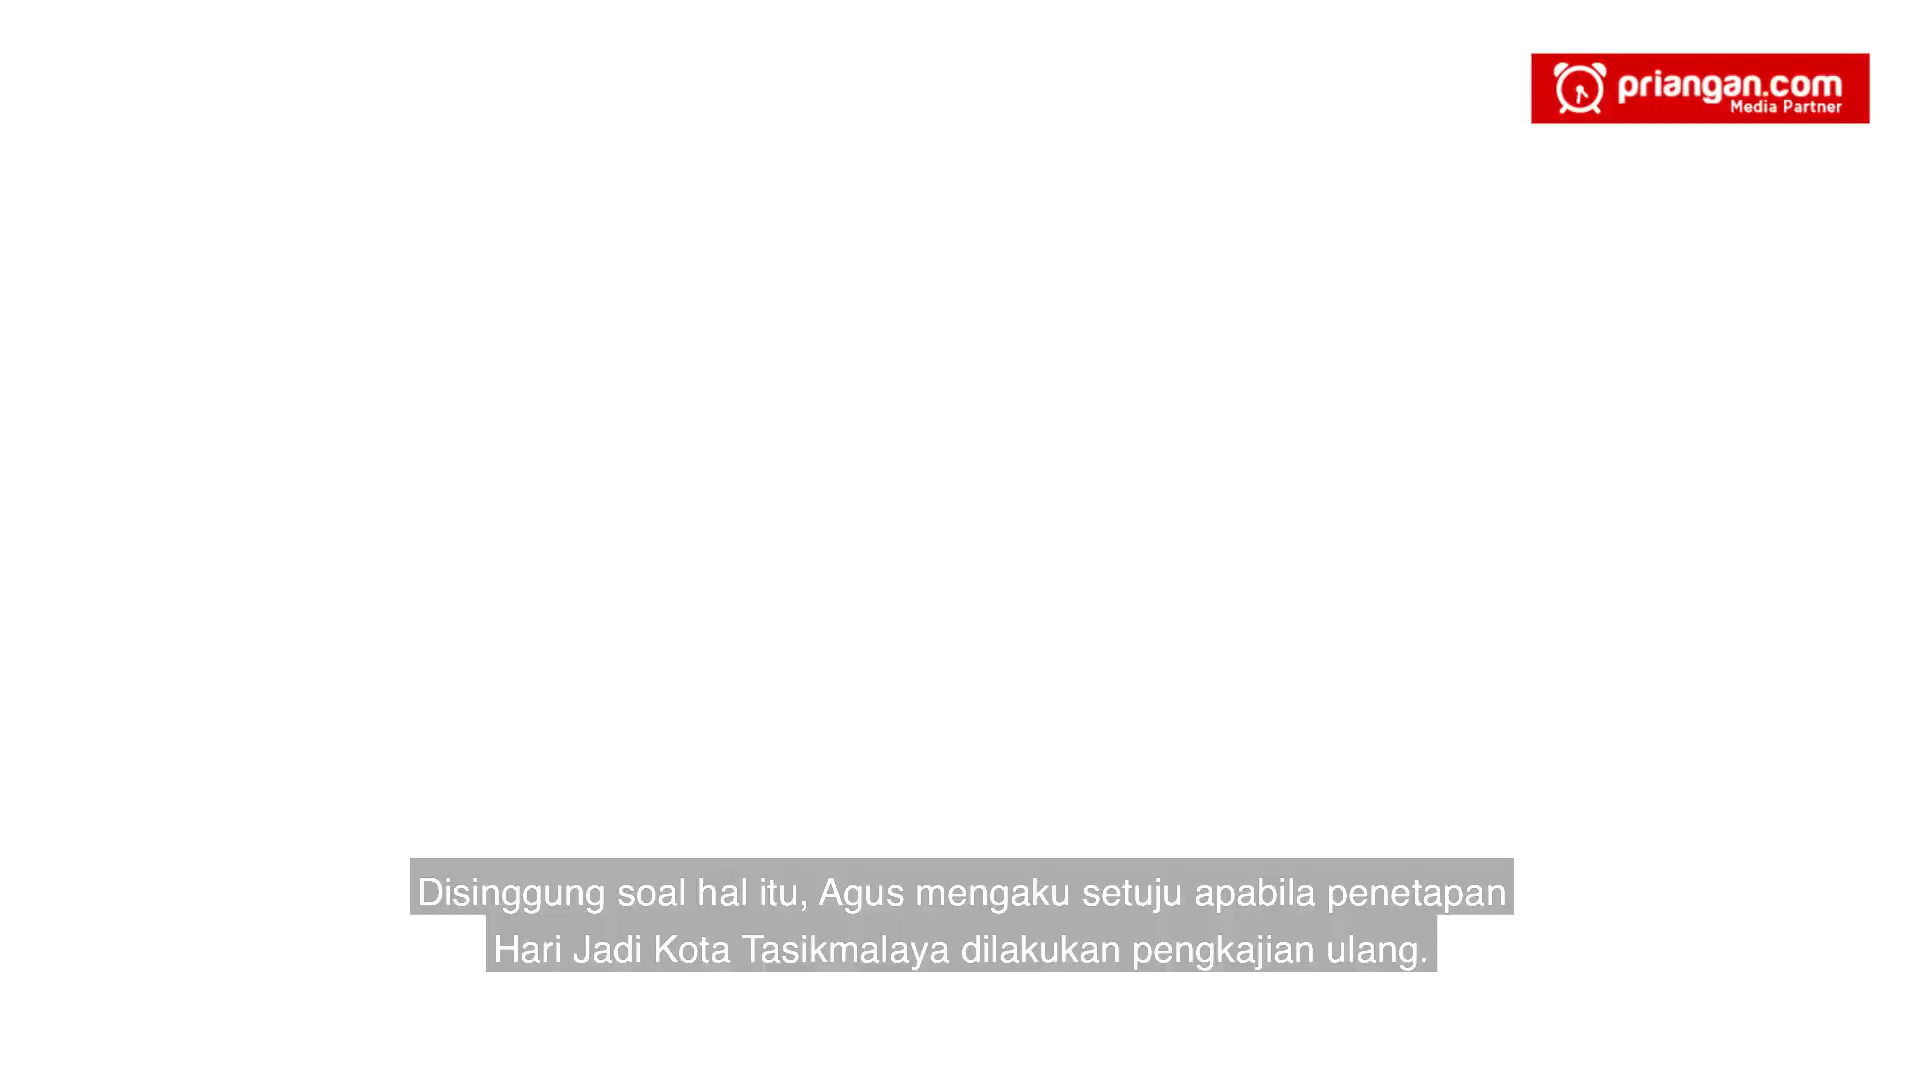 priangan.com
Media Partner
Disinggung soal hal itu, Agus mengaku setuju apabila penetapan
Hari Jadi Kota Tasikmalaya dilakukan pengkajian ulang.